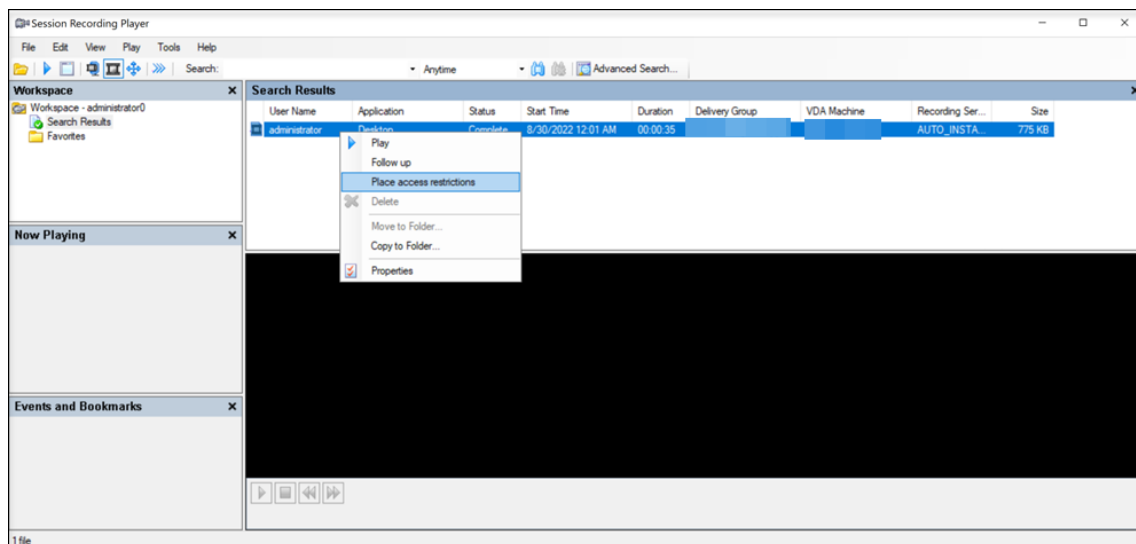 Session Recording Player
File Edit View Play Tools Help
Search: Anytime Advanced Search...
Workspace
Workspace - administrator0
Search Results
Favorites
Now Playing
Events and Bookmarks
Search Results
User Name Application Status Start Time Duration Delivery Group VDA Machine Recording Ser... Size
administrator Desktop Complete 8/30/2022 12:01 AM 00:00:35 AUTO_INSTA... 775 KB
Play
Follow up
Place access restrictions
Delete
Move to Folder...
Copy to Folder...
Properties
1 file